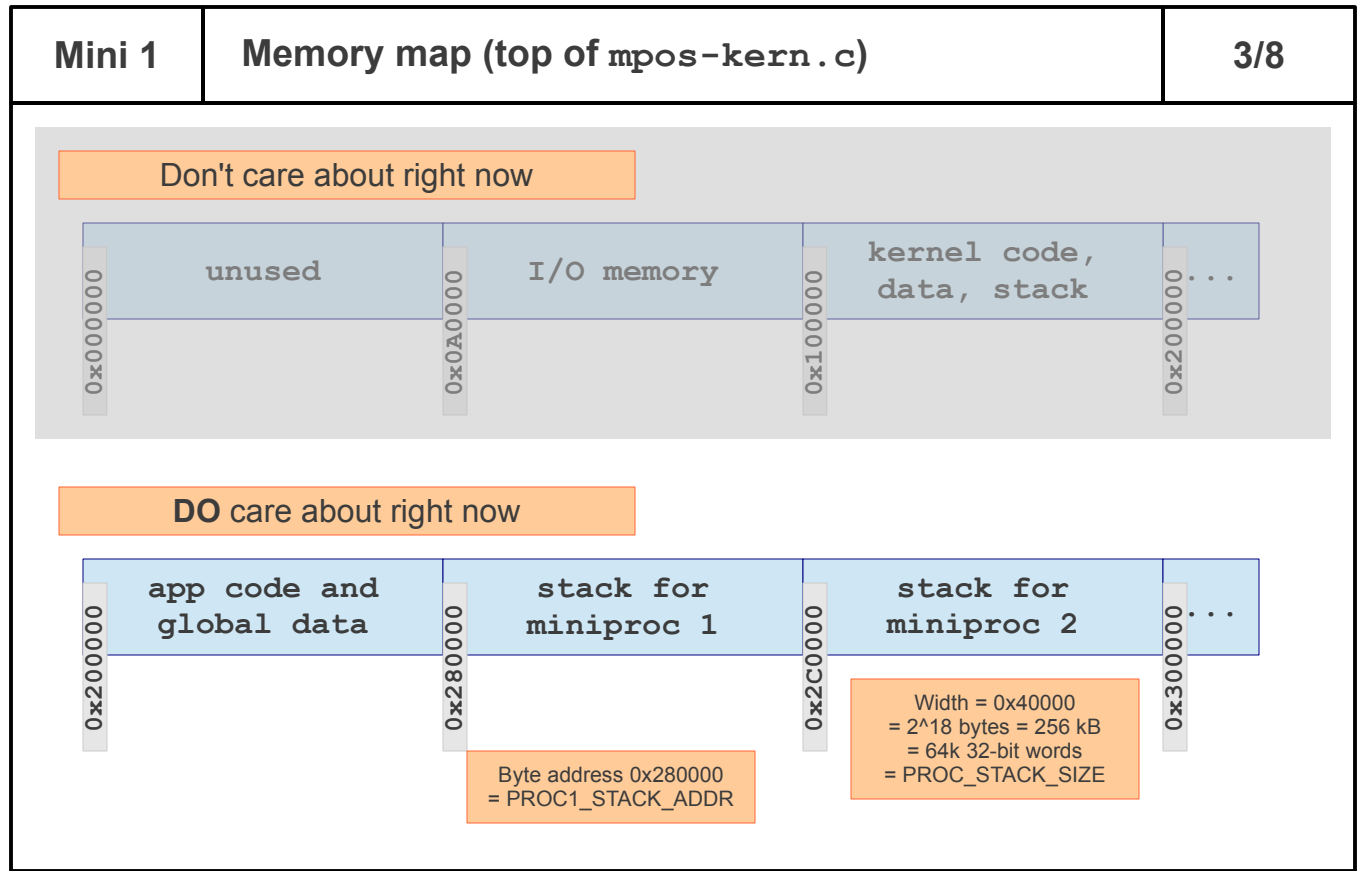 Mini 1
Memory map (top of mpos-kern.c)
3/8
Don't care about right now
unused
I/O memory
kernel code,
data, stack
...
0x000000
0x0A0000
0x100000
0x200000
DO care about right now
app code and
global data
stack for
miniproc 1
stack for
miniproc 2
...
0x200000
0x280000
0x2C0000
0x300000
Byte address 0x280000
= PROC1_STACK_ADDR
Width = 0x40000
= 2^18 bytes = 256 kB
= 64k 32-bit words
= PROC_STACK_SIZE